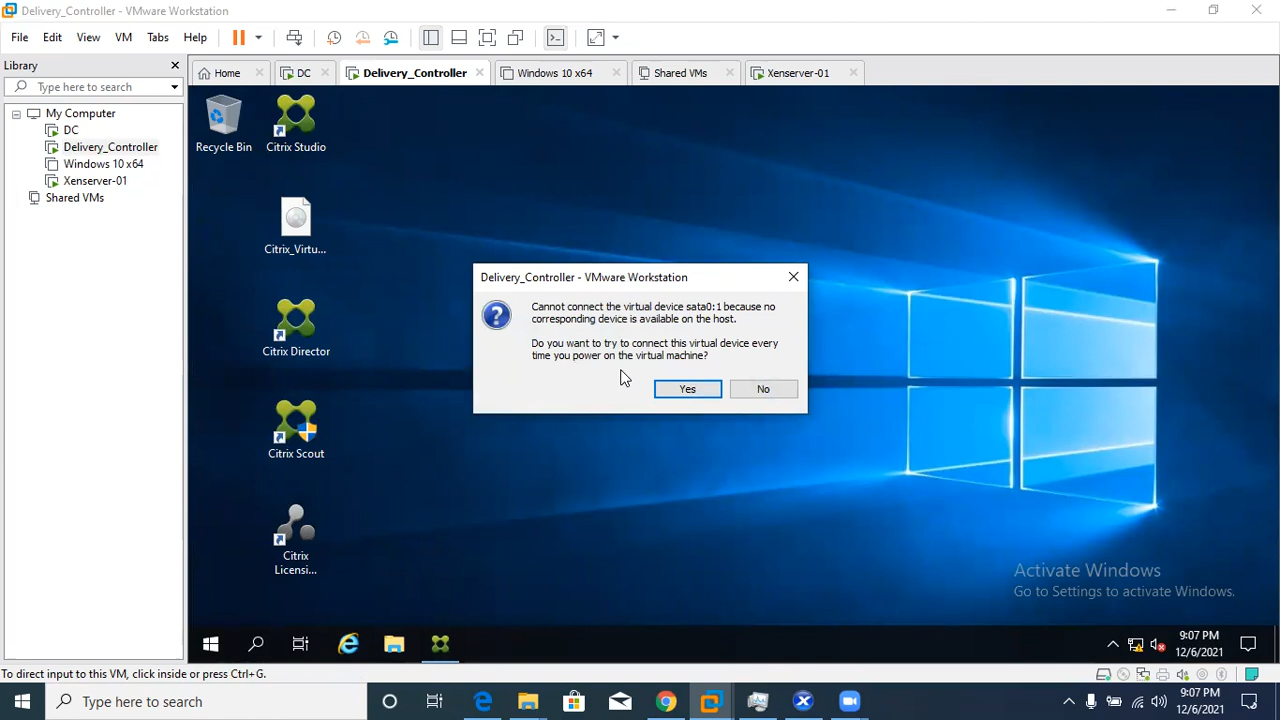 Delivery_Controller - VMware Workstation
File Edit View VM Tabs Help
Library
Type here to search
My Computer
DC
Delivery_Controller
Windows 10 x64
Xenserver-01
Shared VMs
Home DC Delivery_Controller Windows 10 x64 Shared VMs Xenserver-01
Recycle Bin
Citrix Studio
Citrix_Virtu...
Citrix Director
Citrix Scout
Citrix
Licensi...
Delivery_Controller - VMware Workstation
Cannot connect the virtual device sata0:1 because no
corresponding device is available on the host.
Do you want to try to connect this virtual device every
time you power on the virtual machine?
Yes No
Activate Windows
Go to Settings to activate Windows.
9:07 PM
12/6/2021
To direct input to this VM, click inside or press Ctrl+G.
Type here to search
9:07 PM
12/6/2021